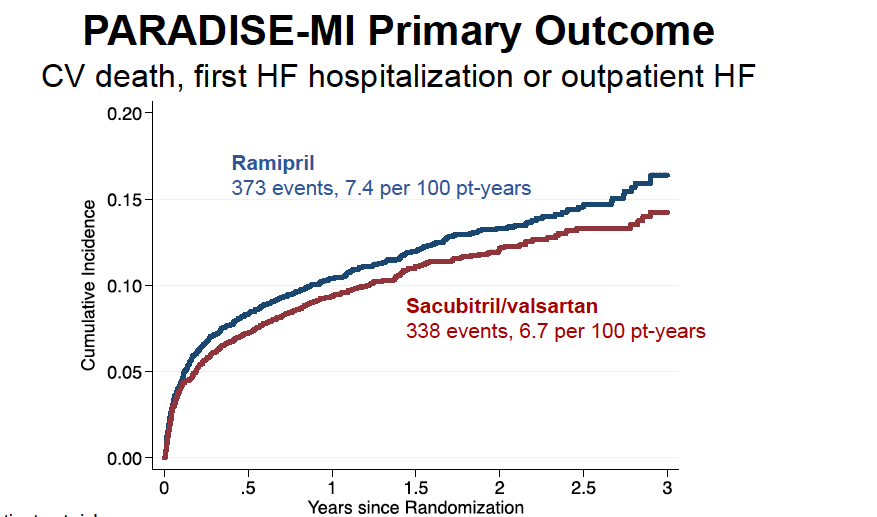 PARADISE-MI Primary Outcome
CV death, first HF hospitalization or outpatient HF
0.20
0.15
0.10
0.05
0.00
Cumulative Incidence
Ramipril
373 events, 7.4 per 100 pt-years
Sacubitril/valsartan
338 events, 6.7 per 100 pt-years
0 .5 1 1.5 2 2.5 3
Years since Randomization